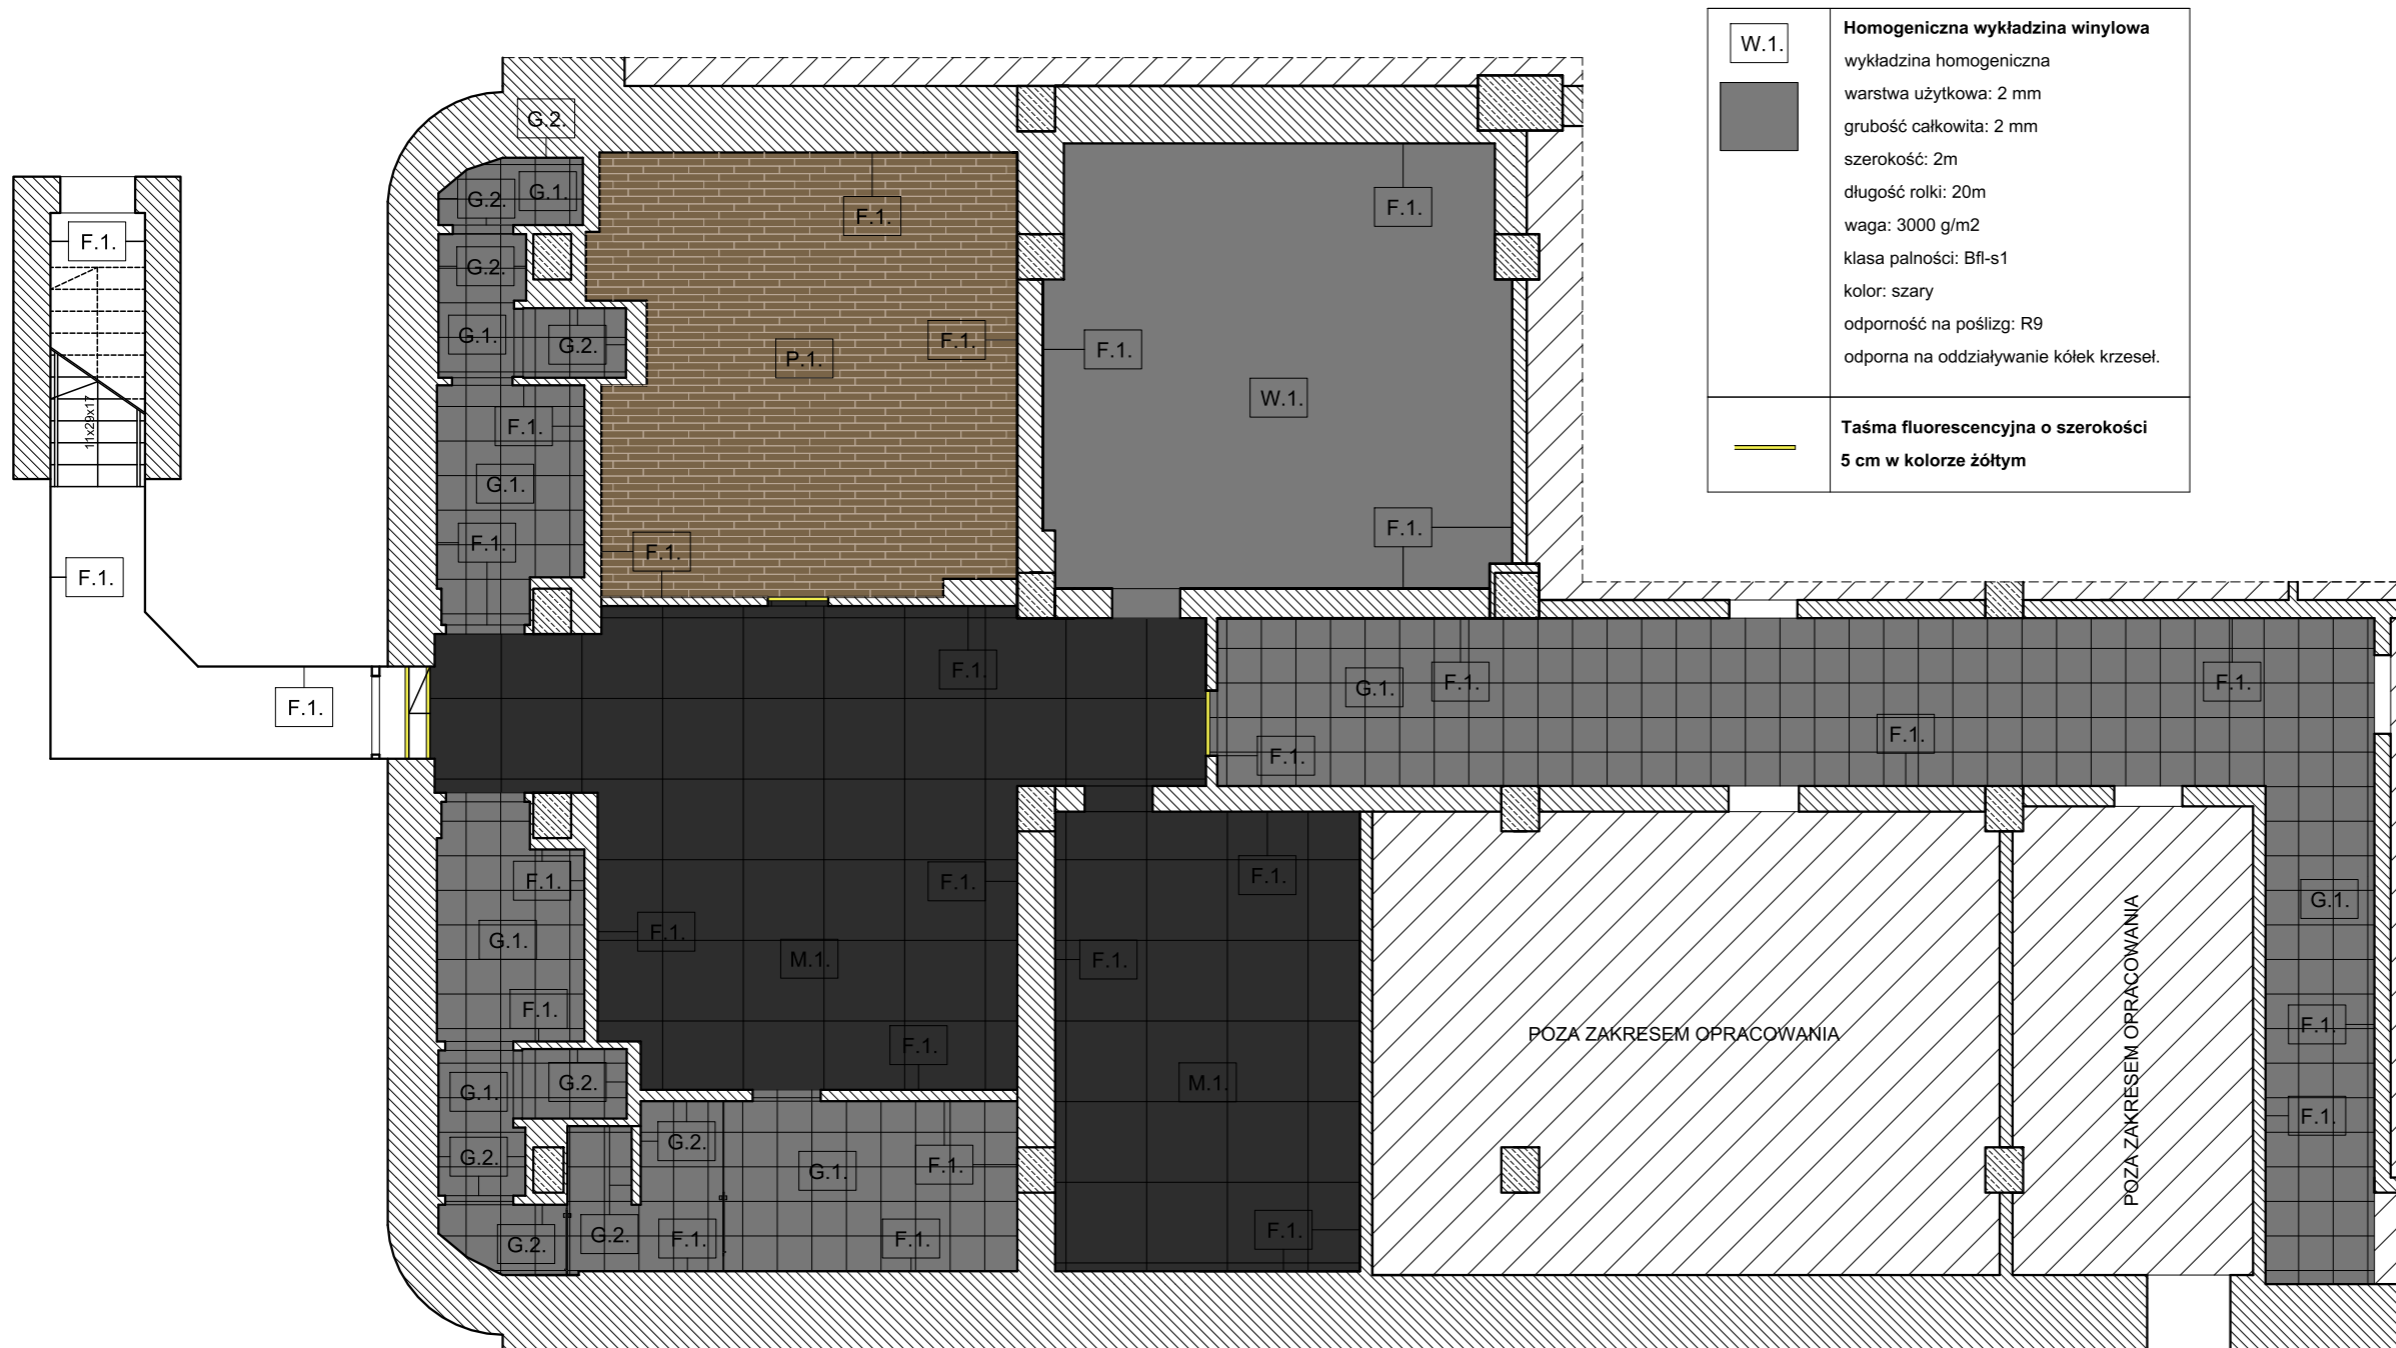 W.1.
Homogeniczna wykładzina winylowa
wykładzina homogeniczna
warstwa użytkowa: 2 mm
grubość całkowita: 2 mm
szerokość: 2m
długość rolki: 20m
waga: 3000 g/m2
klasa palności: Bfl-s1
kolor: szary
odporność na poślizg: R9
odporna na oddziaływanie kółek krzeseł.
Taśma fluorescencyjna o szerokości
5 cm w kolorze żółtym
G.2.
G.2.
G.1.
F.1.
F.1.
F.1.
G.2.
G.1.
G.2.
F.1.
P.1.
F.1.
W.1.
11x29x17
F.1.
G.1.
F.1.
F.1.
F.1.
F.1.
F.1.
F.1.
G.1.
F.1.
F.1.
F.1.
F.1.
F.1.
F.1.
F.1.
F.1.
G.1.
F.1.
G.1.
M.1.
F.1.
F.1.
F.1.
F.1.
POZA ZAKRESEM OPRACOWANIA
POZA ZAKRESEM OPRACOWANIA
G.1.
G.2.
M.1.
F.1.
G.2.
G.2.
G.1.
F.1.
G.2.
G.2.
F.1.
F.1.
F.1.